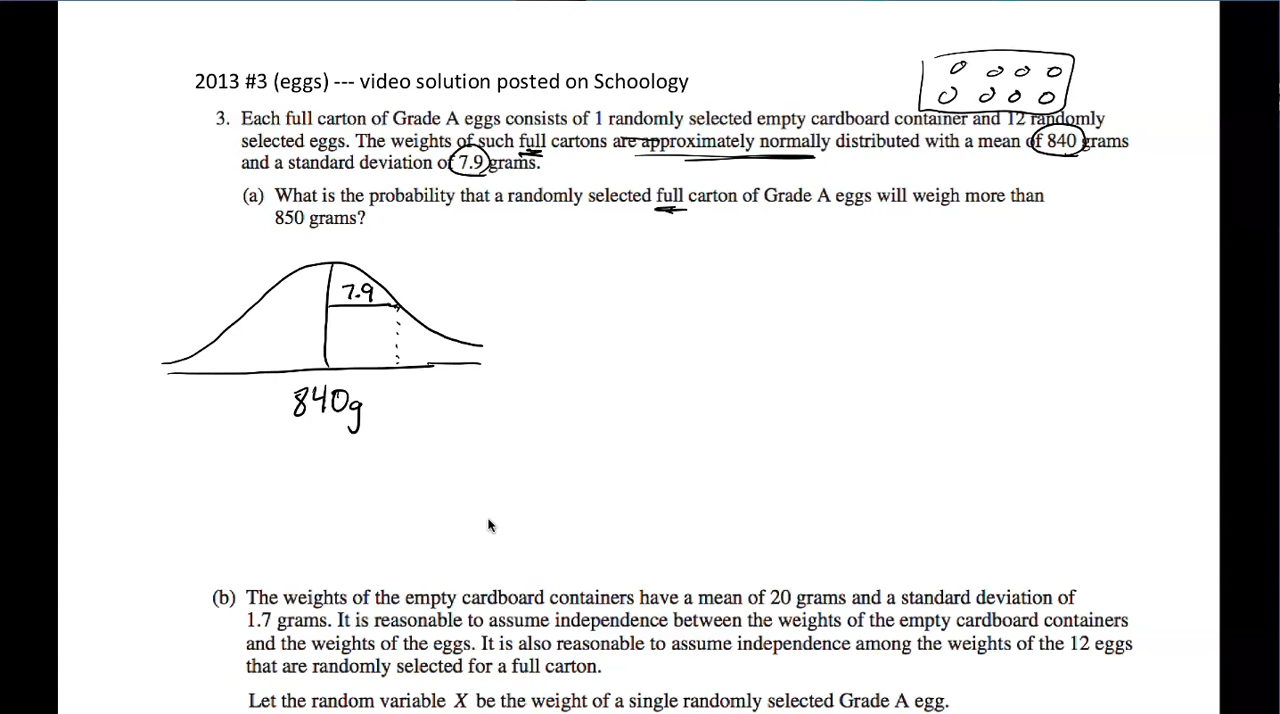 2013 #3 (eggs) --- video solution posted on Schoology
3. Each full carton of Grade A eggs consists of 1 randomly selected empty cardboard container and 12 randomly
selected eggs. The weights of such full cartons are approximately normally distributed with a mean of 840 grams
and a standard deviation of 7.9 grams.
(a) What is the probability that a randomly selected full carton of Grade A eggs will weigh more than
850 grams?
7.9
840g
(b) The weights of the empty cardboard containers have a mean of 20 grams and a standard deviation of
1.7 grams. It is reasonable to assume independence between the weights of the empty cardboard containers
and the weights of the eggs. It is also reasonable to assume independence among the weights of the 12 eggs
that are randomly selected for a full carton.
Let the random variable X be the weight of a single randomly selected Grade A egg.